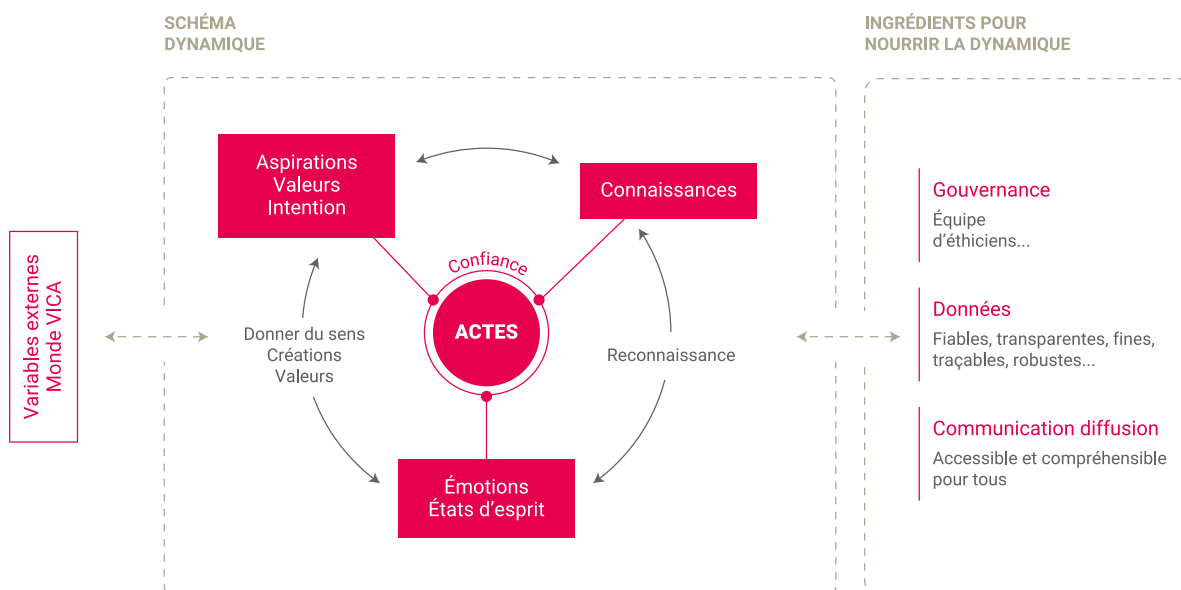 SCHÉMA
DYNAMIQUE
INGRÉDIENTS POUR
NOURRIR LA DYNAMIQUE
Variables externes
Monde VICA
Aspirations
Valeurs
Intention
Connaissances
Confiance
ACTES
Donner du sens
Créations
Valeurs
Reconnaissance
Émotions
États d’esprit
Gouvernance
Équipe
d’éthiciens...
Données
Fiables, transparentes, fines,
traçables, robustes...
Communication diffusion
Accessible et compréhensible
pour tous